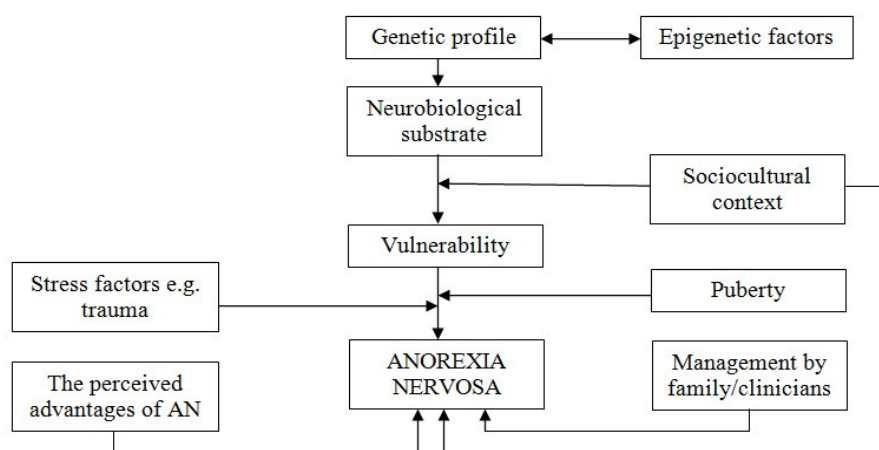 Genetic profile
Epigenetic factors
Neurobiological
substrate
Sociocultural
context
Vulnerability
Stress factors e.g.
trauma
Puberty
ANOREXIA
NERVOSA
Management by
family/clinicians
The perceived
advantages of AN